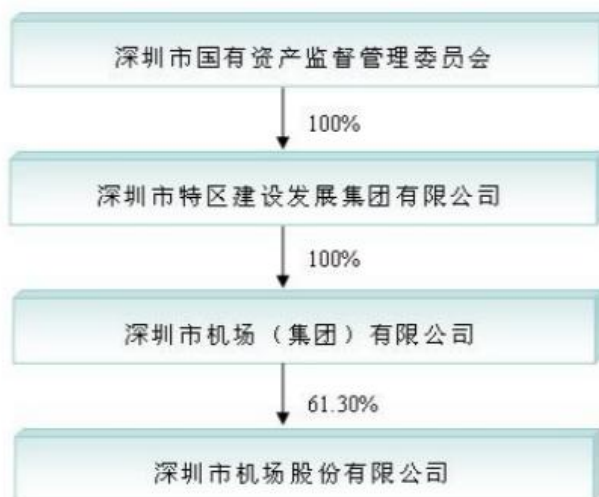 深圳市国有资产监督管理委员会
100%
深圳市特区建设发展集团有限公司
100%
深圳市机场（集团）有限公司
61.30%
深圳市机场股份有限公司